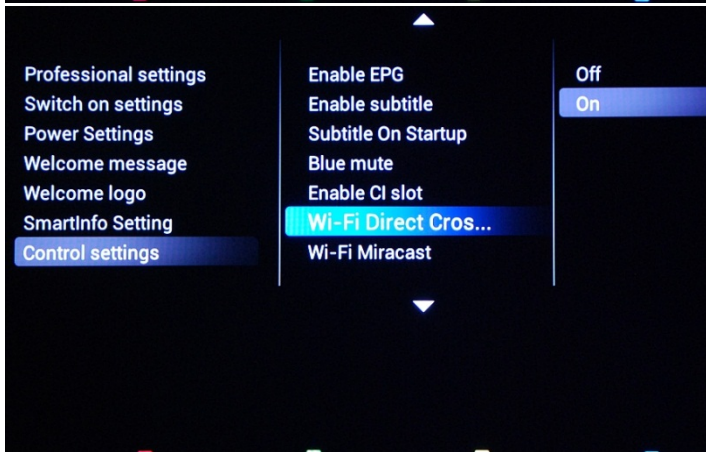 Professional settings
Switch on settings
Power Settings
Welcome message
Welcome logo
SmartInfo Setting
Control settings
Enable EPG
Enable subtitle
Subtitle On Startup
Blue mute
Enable CI slot
Wi-Fi Direct Cros...
Wi-Fi Miracast
Off
On